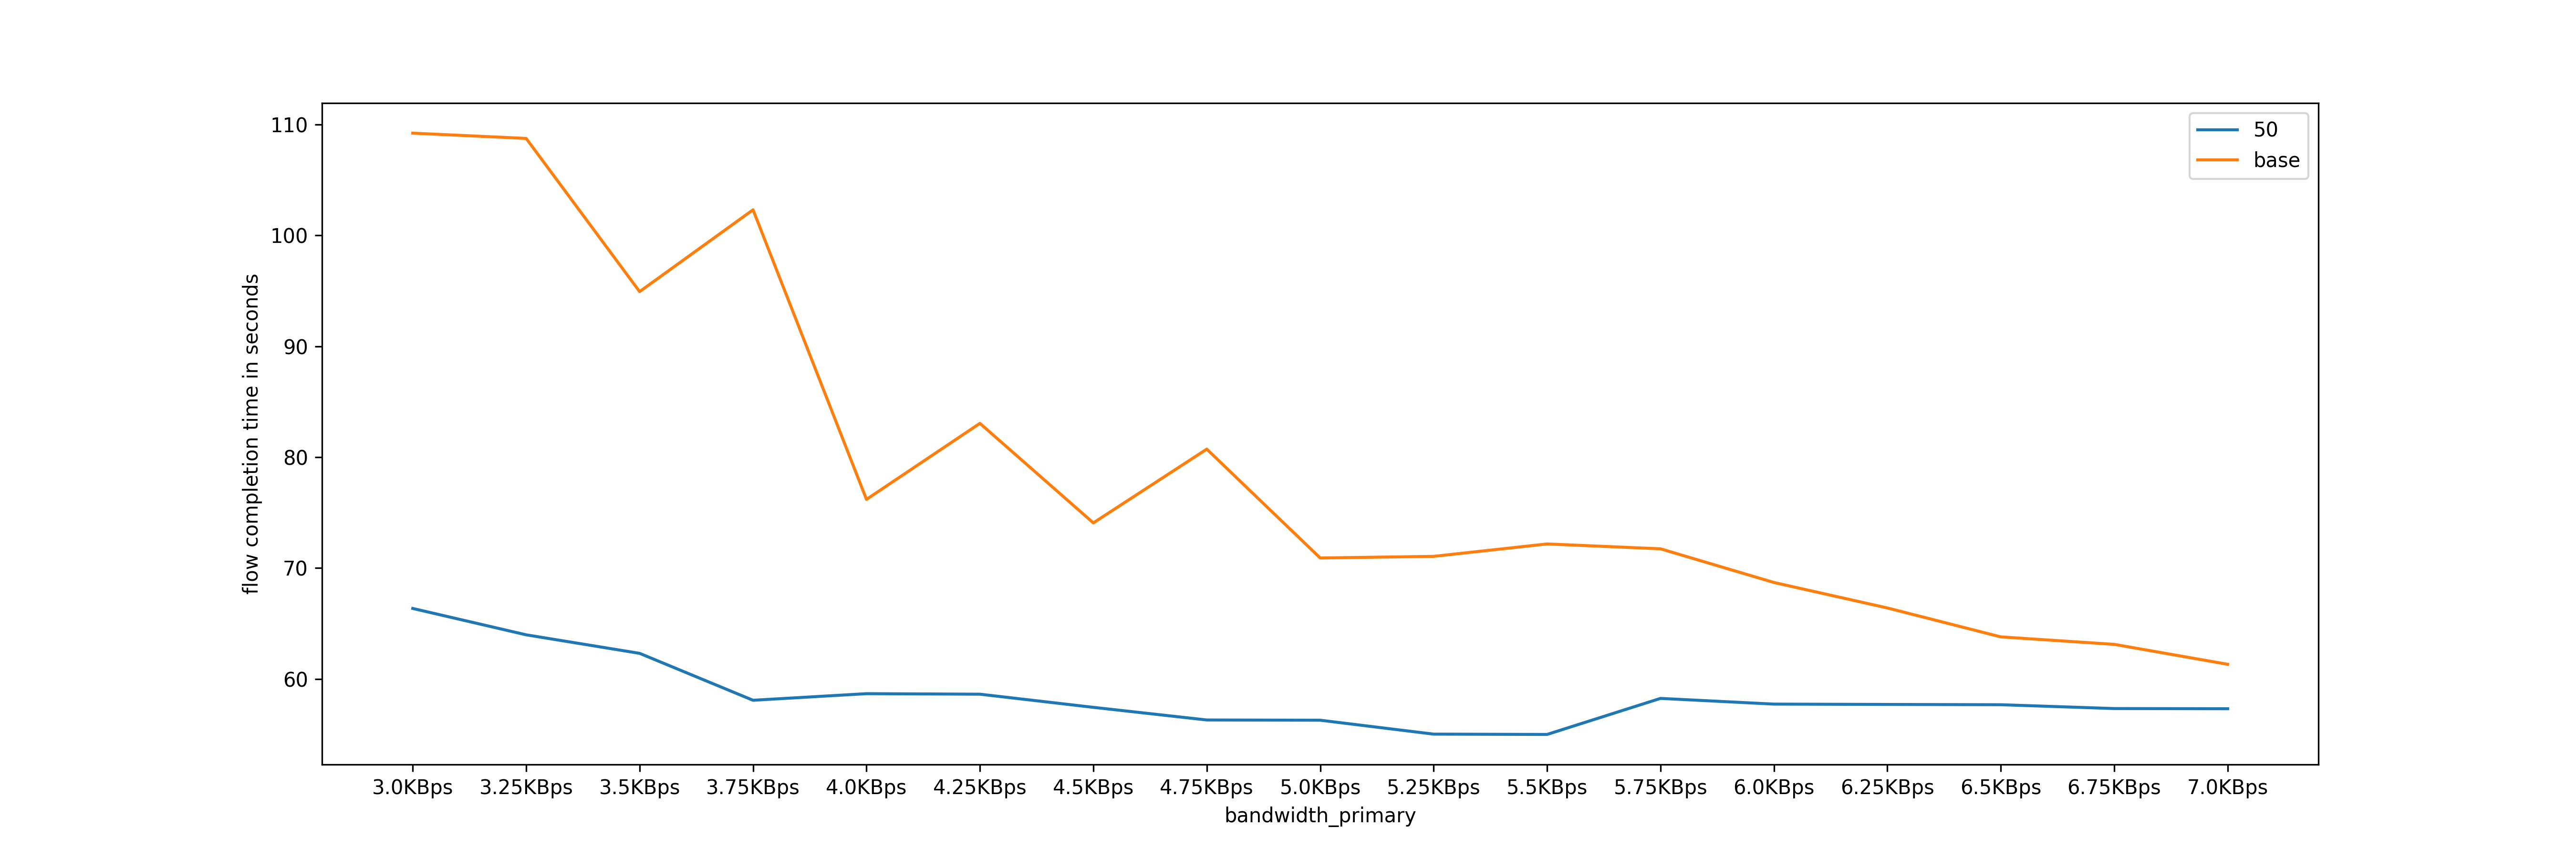 110
100
90
80
70
60
flow completion time in seconds
50
base
3.0KBps 3.25KBps 3.5KBps 3.75KBps 4.0KBps 4.25KBps 4.5KBps 4.75KBps 5.0KBps 5.25KBps 5.5KBps 5.75KBps 6.0KBps 6.25KBps 6.5KBps 6.75KBps 7.0KBps
bandwidth_primary